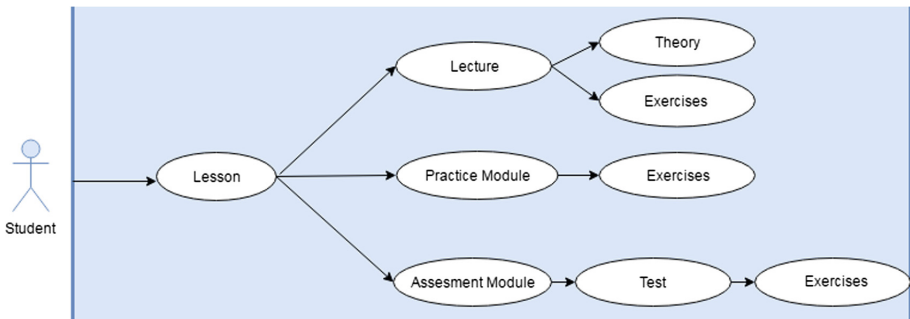 Theory
Lecture
Exercises
Lesson
Practice Module
Exercises
Student
Assesment Module
Test
Exercises